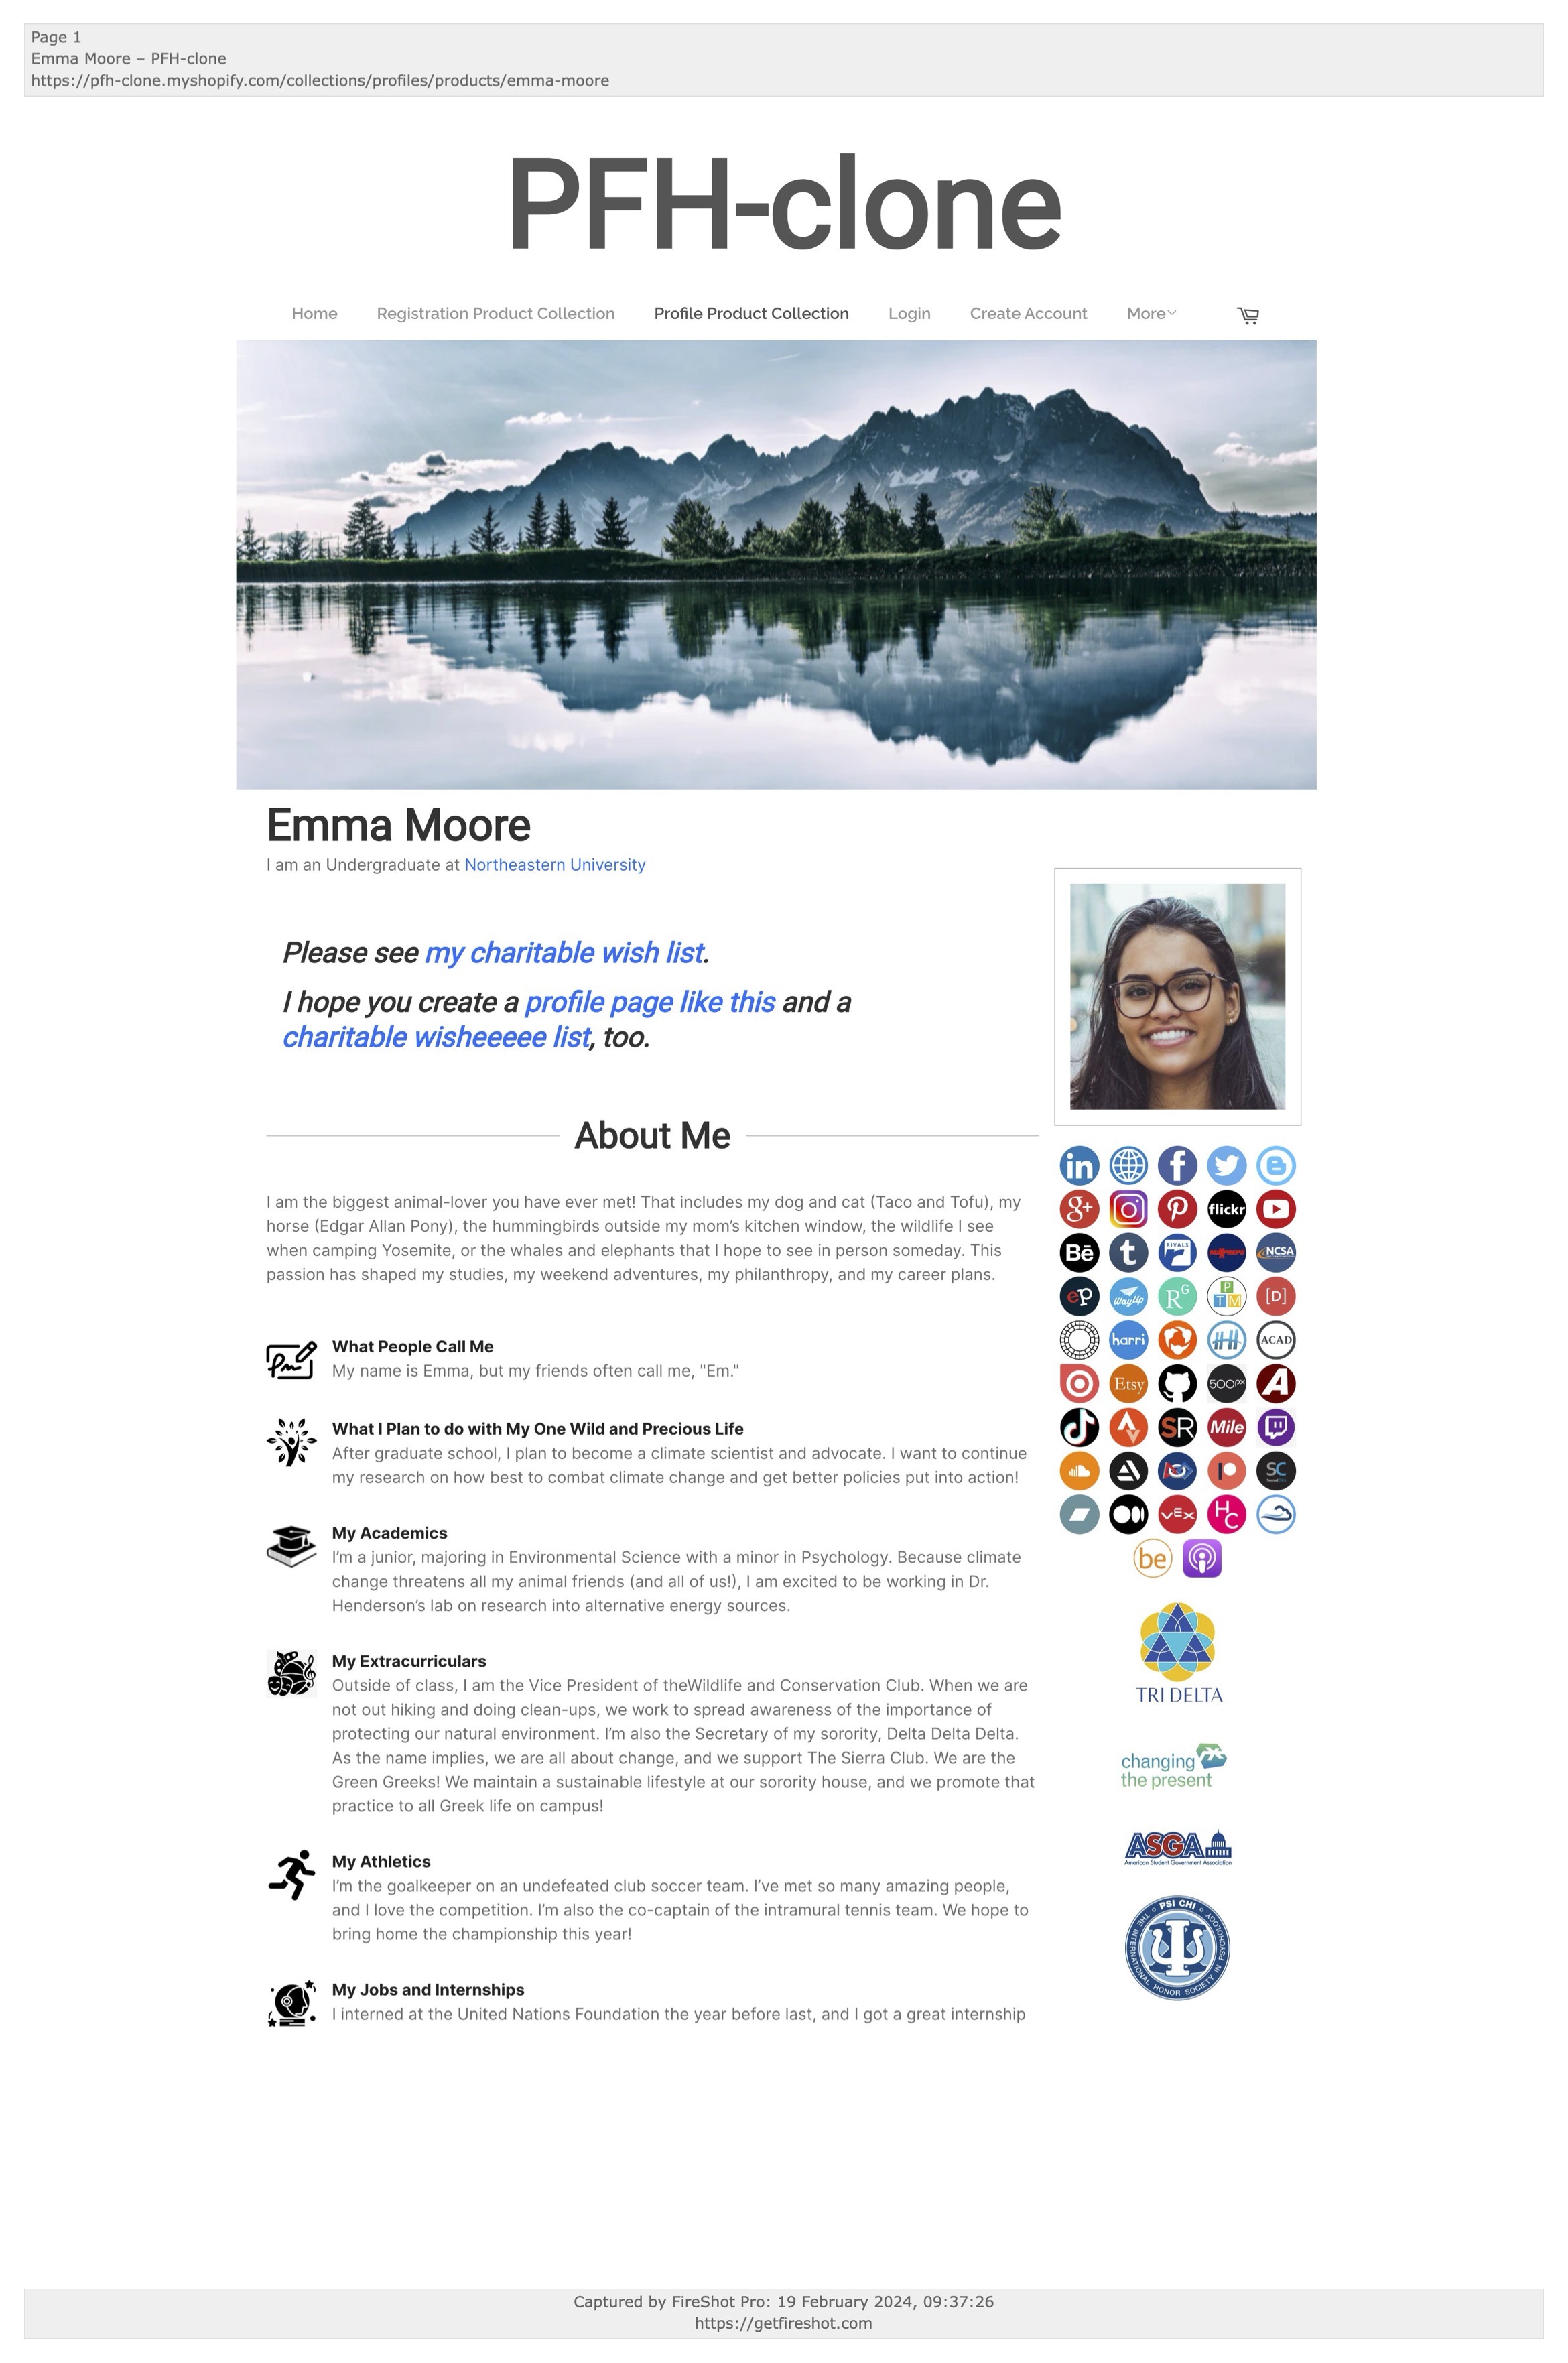 Page 1
Emma Moore – PFH-clone
https://pfh-clone.myshopify.com/collections/profiles/products/emma-moore
PFH-clone
Home Registration Product Collection Profile Product Collection Login Create Account More
Emma Moore
I am an Undergraduate at Northeastern University
Please see my charitable wish list.
I hope you create a profile page like this and a
charitable wisheeeee list, too.
About Me
I am the biggest animal-lover you have ever met! That includes my dog and cat (Taco and Tofu), my
horse (Edgar Allan Pony), the hummingbirds outside my mom's kitchen window, the wildlife I see
when camping Yosemite, or the whales and elephants that I hope to see in person someday. This
passion has shaped my studies, my weekend adventures, my philanthropy, and my career plans.
What People Call Me
My name is Emma, but my friends often call me, "Em."
What I Plan to do with My One Wild and Precious Life
After graduate school, I plan to become a climate scientist and advocate. I want to continue
my research on how best to combat climate change and get better policies put into action!
My Academics
I'm a junior, majoring in Environmental Science with a minor in Psychology. Because climate
change threatens all my animal friends (and all of us!), I am excited to be working in Dr.
Henderson's lab on research into alternative energy sources.
My Extracurriculars
Outside of class, I am the Vice President of theWildlife and Conservation Club. When we are
not out hiking and doing clean-ups, we work to spread awareness of the importance of
protecting our natural environment. I'm also the Secretary of my sorority, Delta Delta Delta.
As the name implies, we are all about change, and we support The Sierra Club. We are the
Green Greeks! We maintain a sustainable lifestyle at our sorority house, and we promote that
practice to all Greek life on campus!
My Athletics
I'm the goalkeeper on an undefeated club soccer team. I've met so many amazing people,
and I love the competition. I'm also the co-captain of the intramural tennis team. We hope to
bring home the championship this year!
My Jobs and Internships
I interned at the United Nations Foundation the year before last, and I got a great internship
in f B
g+ flickr
Bē t RIVALS MAXPREPS NCSA
ep WayUp RG P T M [D]
harri HH ACAD
Etsy 500px A
SR Mile
SC
VEX HC
be
TRI DELTA
changing
the present
ASGA
American Student Government Association
PSI CHI
THE INTERNATIONAL HONOR SOCIETY IN PSYCHOLOGY
Ψ
Captured by FireShot Pro: 19 February 2024, 09:37:26
https://getfireshot.com